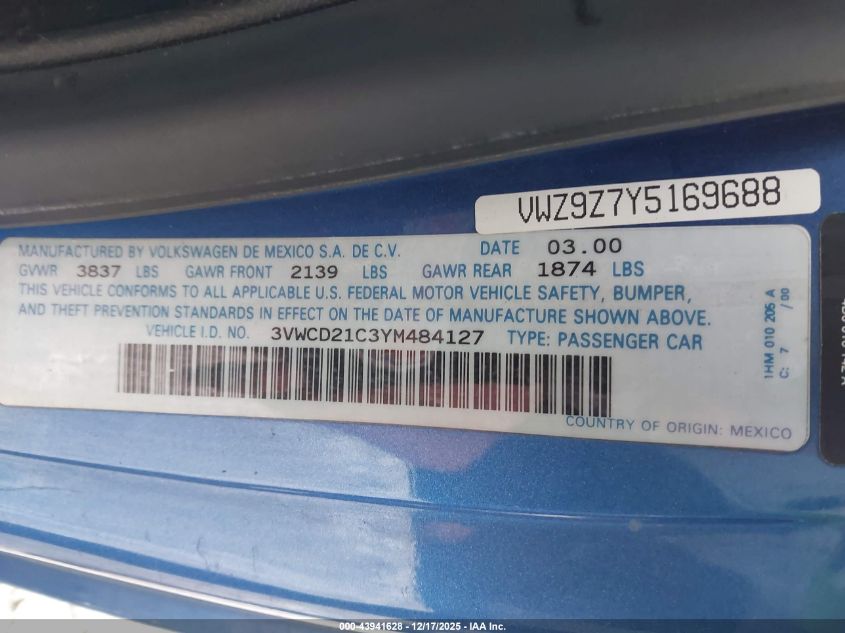 VWZ9Z7Y5169688
MANUFACTURED BY VOLKSWAGEN DE MEXICO S.A. DE C.V. DATE 03.00
GVWR 3837 LBS GAWR FRONT 2139 LBS GAWR REAR 1874 LBS
THIS VEHICLE CONFORMS TO ALL APPLICABLE U.S. FEDERAL MOTOR VEHICLE SAFETY, BUMPER,
AND THEFT PREVENTION STANDARDS IN EFFECT ON THE DATE OF MANUFACTURE SHOWN ABOVE.
VEHICLE I.D. NO. 3VWCD21C3YM484127 TYPE: PASSENGER CAR
COUNTRY OF ORIGIN: MEXICO
1HM 010 205 A
C: 7 / 00
000-43941628 - 12/17/2025 - IAA Inc.